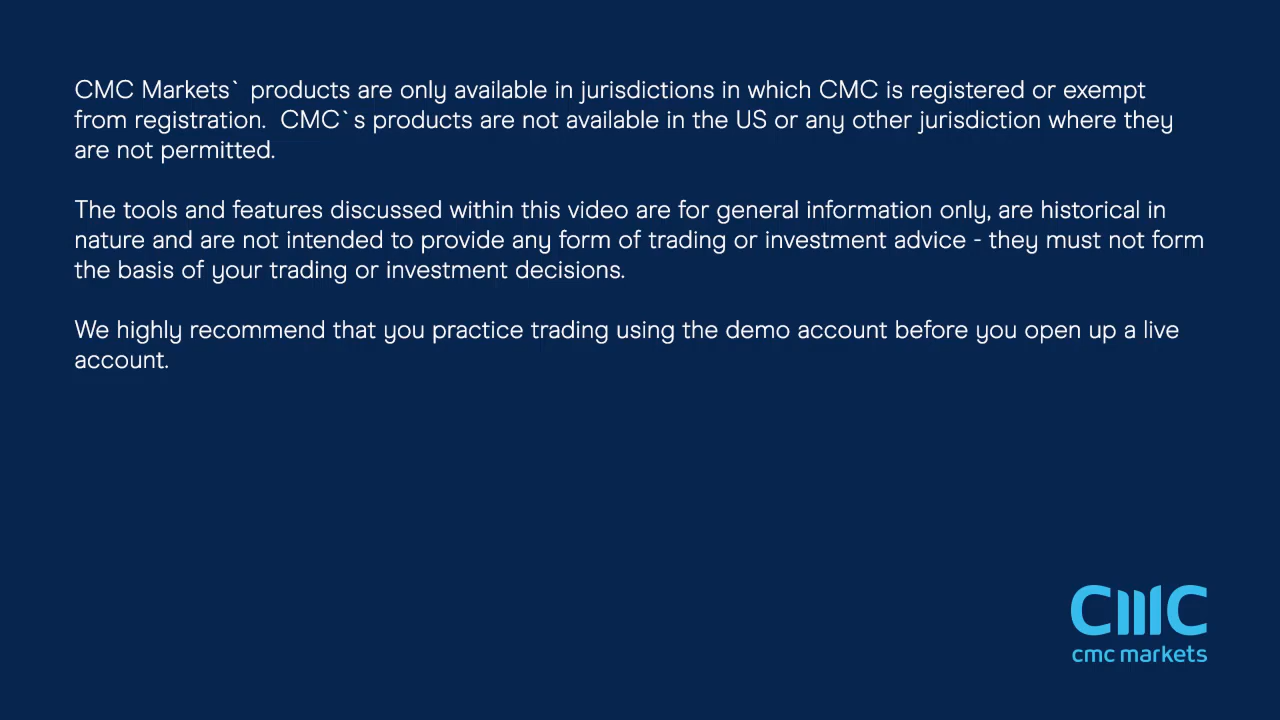 CMC Markets` products are only available in jurisdictions in which CMC is registered or exempt
from registration.  CMC`s products are not available in the US or any other jurisdiction where they
are not permitted.
The tools and features discussed within this video are for general information only, are historical in
nature and are not intended to provide any form of trading or investment advice - they must not form
the basis of your trading or investment decisions.
We highly recommend that you practice trading using the demo account before you open up a live
account.
CMC
cmc markets